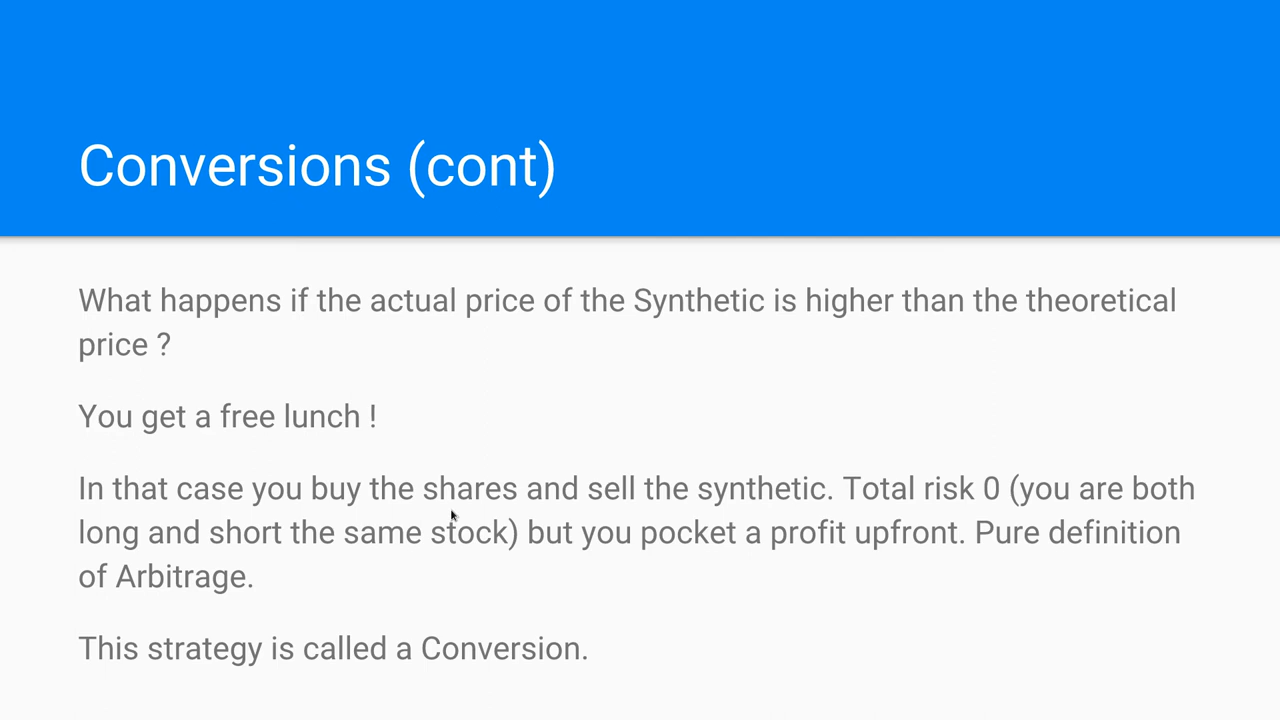 Conversions (cont)
What happens if the actual price of the Synthetic is higher than the theoretical
price ?
You get a free lunch !
In that case you buy the shares and sell the synthetic. Total risk 0 (you are both
long and short the same stock) but you pocket a profit upfront. Pure definition
of Arbitrage.
This strategy is called a Conversion.